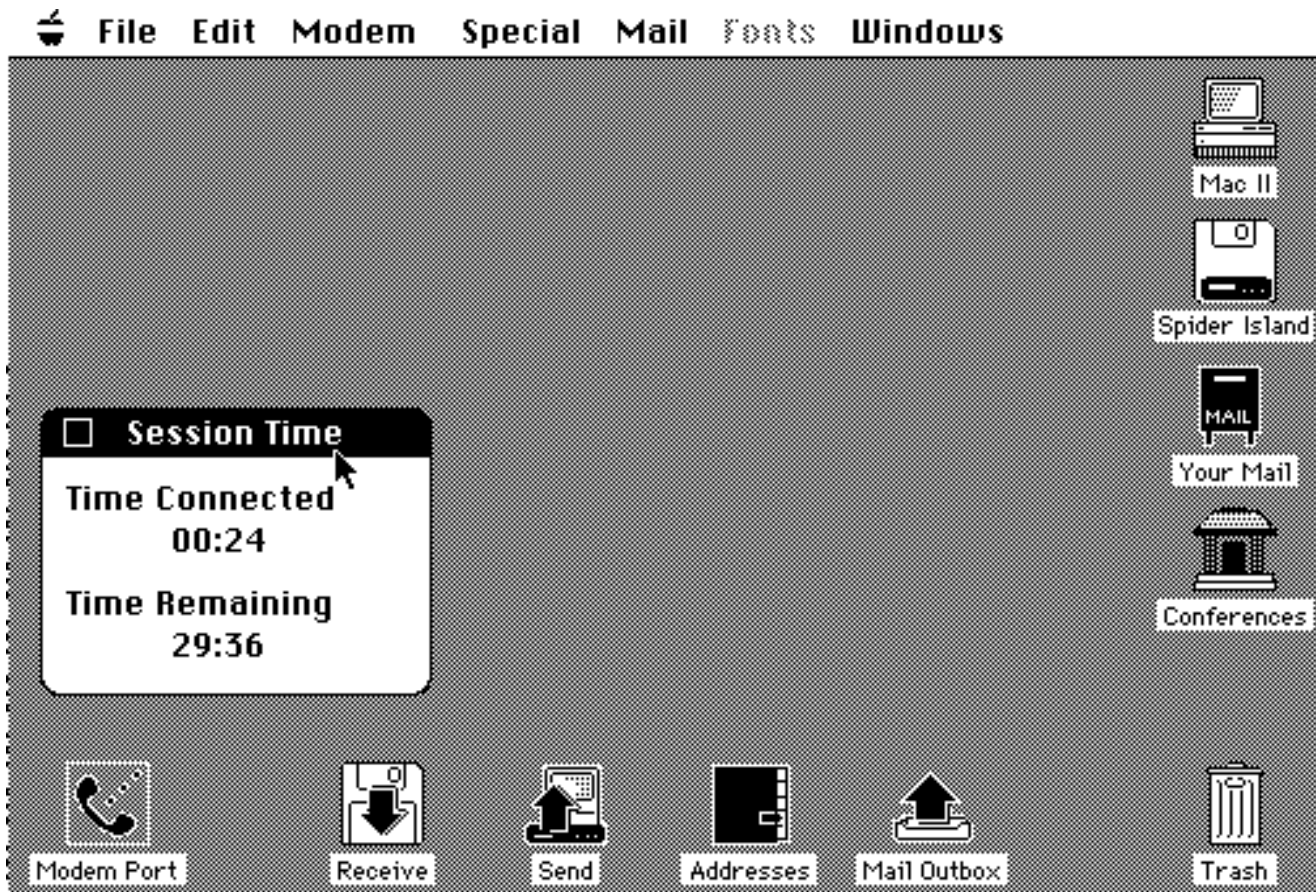 File Edit Modem Special Mail Fonts Windows
Mac II
Spider Island
MAIL
Your Mail
Conferences
Session Time
Time Connected
00:24
Time Remaining
29:36
Modem Port Receive Send Addresses Mail Outbox Trash